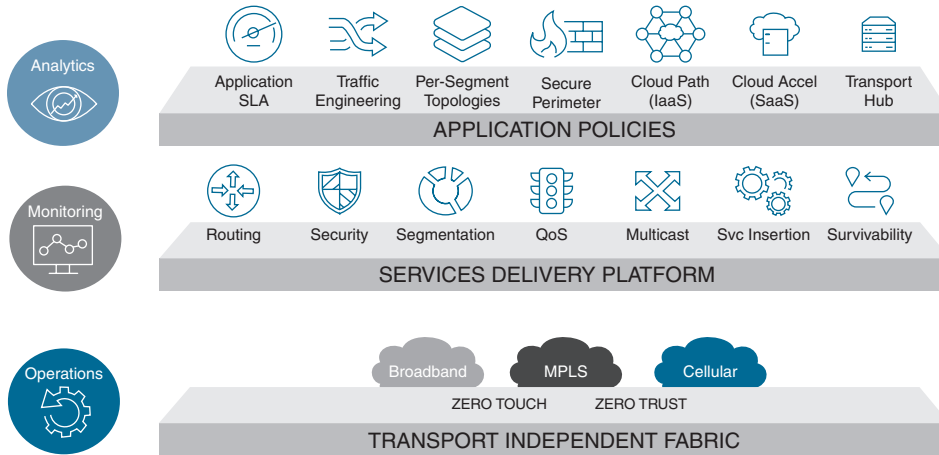 Analytics
Application
SLA
Traffic
Engineering
Per-Segment
Topologies
Secure
Perimeter
Cloud Path
(IaaS)
Cloud Accel
(SaaS)
Transport
Hub
APPLICATION POLICIES
Monitoring
Routing
Security
Segmentation
QoS
Multicast
Svc Insertion
Survivability
SERVICES DELIVERY PLATFORM
Operations
Broadband
MPLS
Cellular
ZERO TOUCH
ZERO TRUST
TRANSPORT INDEPENDENT FABRIC